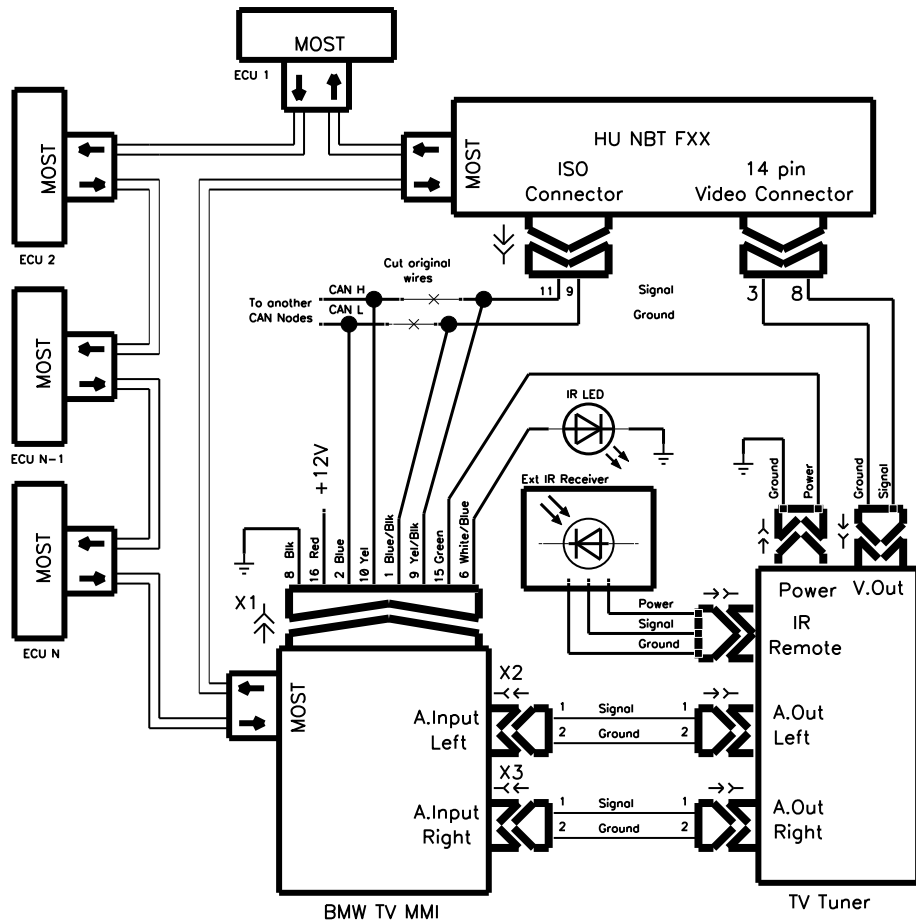 MOST
ECU 1
MOST
ECU 2
MOST
ECU N-1
MOST
ECU N
HU NBT FXX
MOST
ISO
Connector
14 pin
Video Connector
Cut original
wires
CAN H
CAN L
To another
CAN Nodes
11
9
Signal
Ground
3
8
IR LED
Ext IR Receiver
+12V
8 Blk
16 Red
2 Blue
10 Yel
1 Blue/Blk
9 Yel/Blk
15 Green
6 White/Blue
Ground
Power
Ground
Signal
X1
Power
Signal
Ground
Power
V.Out
IR
Remote
MOST
X2
A.Input
Left
1 Signal 1
2 Ground 2
A.Out
Left
X3
A.Input
Right
1 Signal 1
2 Ground 2
A.Out
Right
BMW TV MMI
TV Tuner